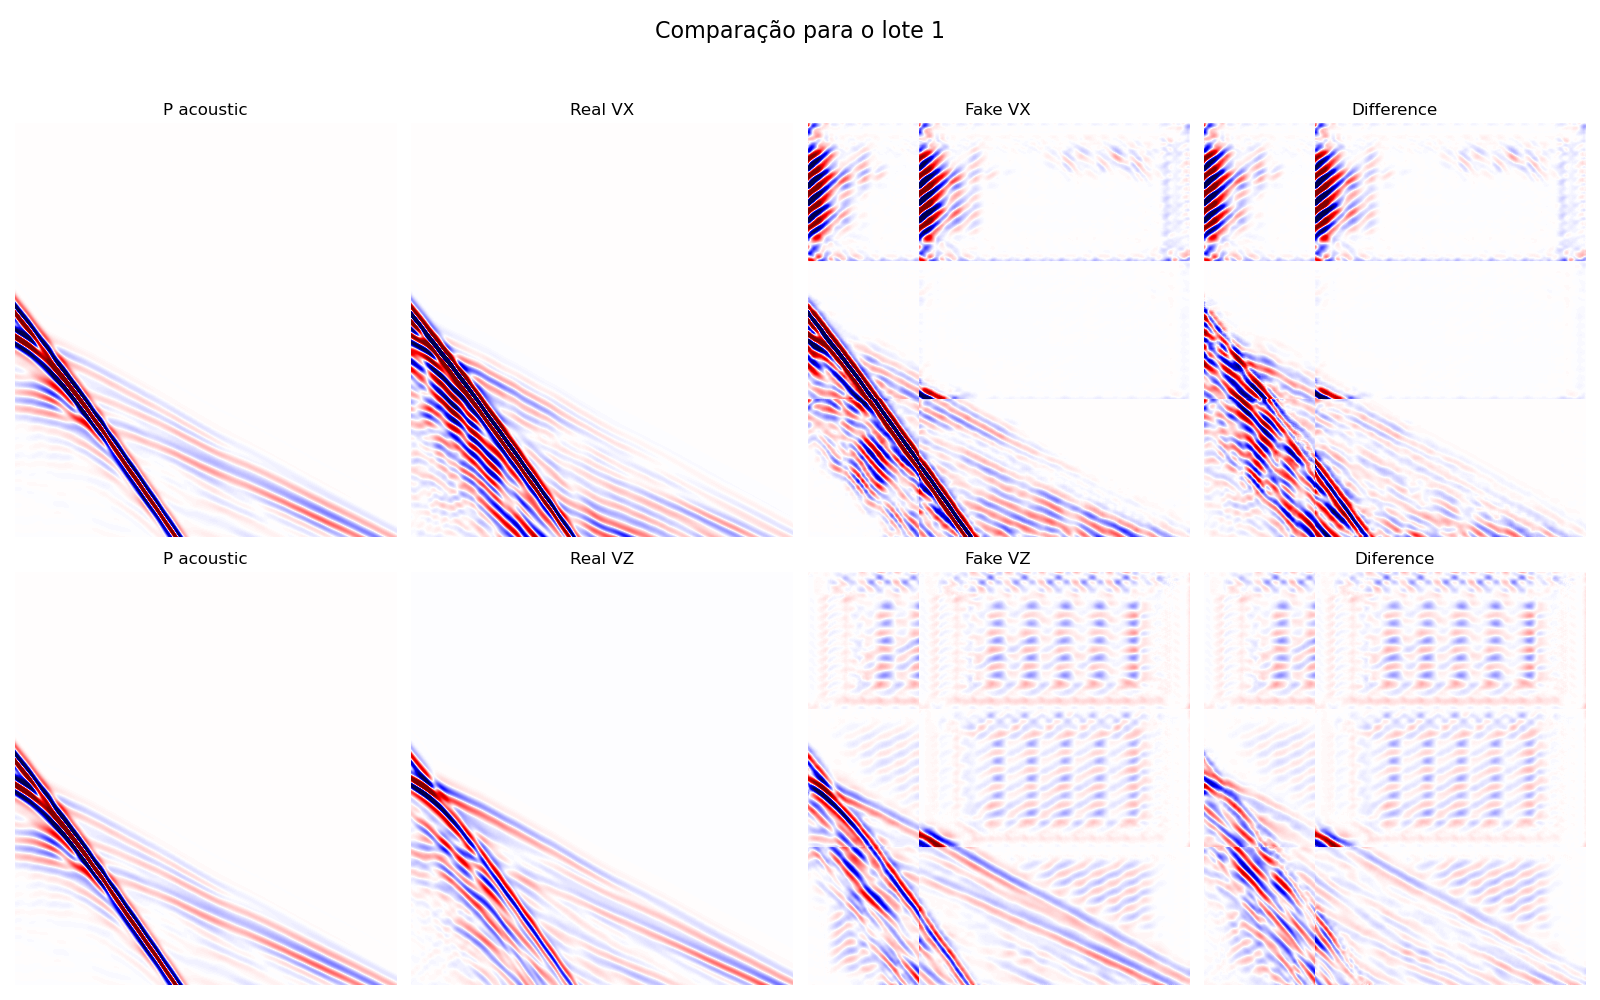 Comparação para o lote 1
P acoustic
Real VX
Fake VX
Difference
P acoustic
Real VZ
Fake VZ
Diference